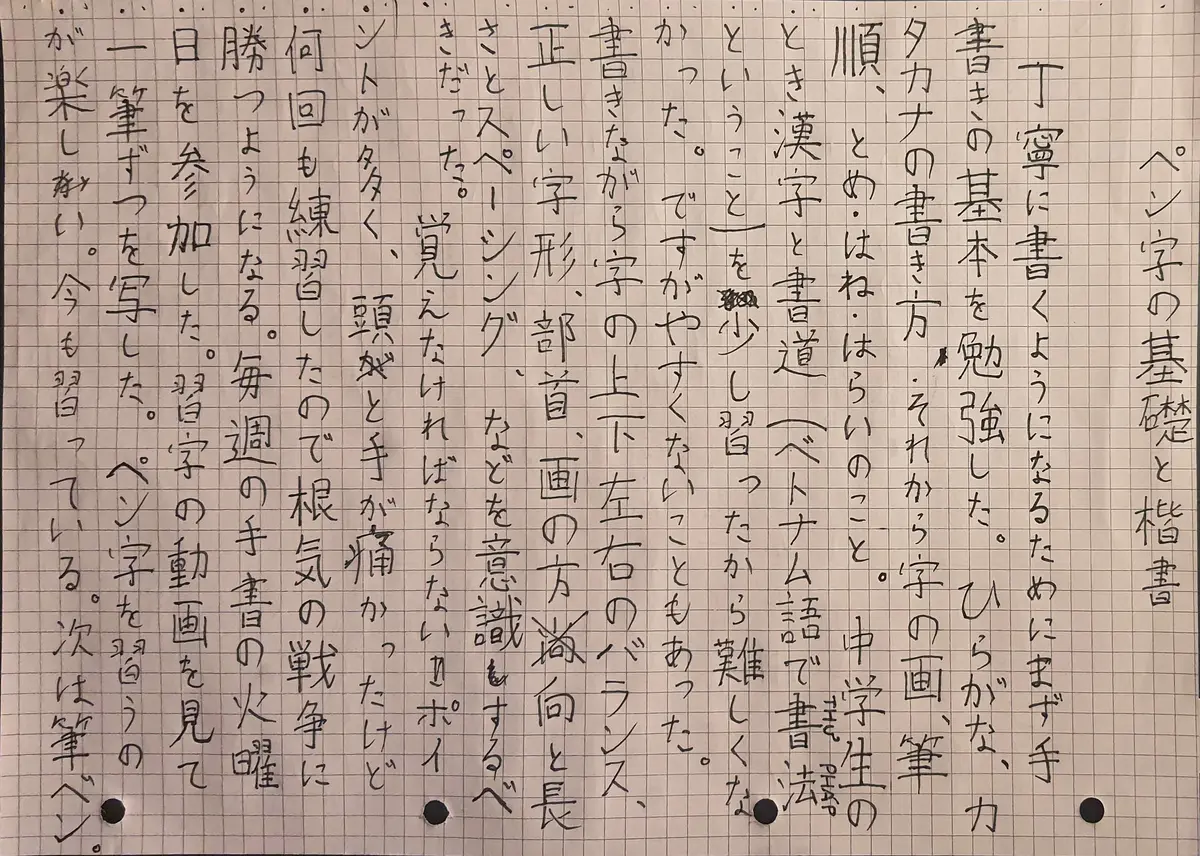 ペン字の基礎と楷書
丁寧に書くようになるためにまず手
書きの基本を勉強した。ひらがな、カ
タカナの書き方、それから字の画、筆
順、とめ・はね・はらいのこと。中学生の
とき漢字と書道（ベトナム語で書法
THƯ PHÁP
ということ）を少し習ったから難しくな
かった。ですがやすくないこともあった。
書きながら字の上下左右のバランス、
正しい字形、部首、画の方向と長
さとスペーシング、などを意識するべ
きだった。覚えなければならないポイ
ントが多く、頭と手が痛かったけど
何回も練習したので根気の戦争に
勝つようになる。毎週の手書の火曜
日を参加した。習字の動画を見て
一筆ずつを写した。ペン字を習うの
が楽しい。今も習っている。次は筆ペン。